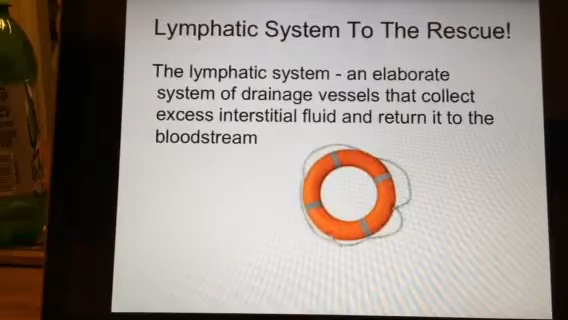 Lymphatic System To The Rescue!
The lymphatic system - an elaborate
system of drainage vessels that collect
excess interstitial fluid and return it to the
bloodstream